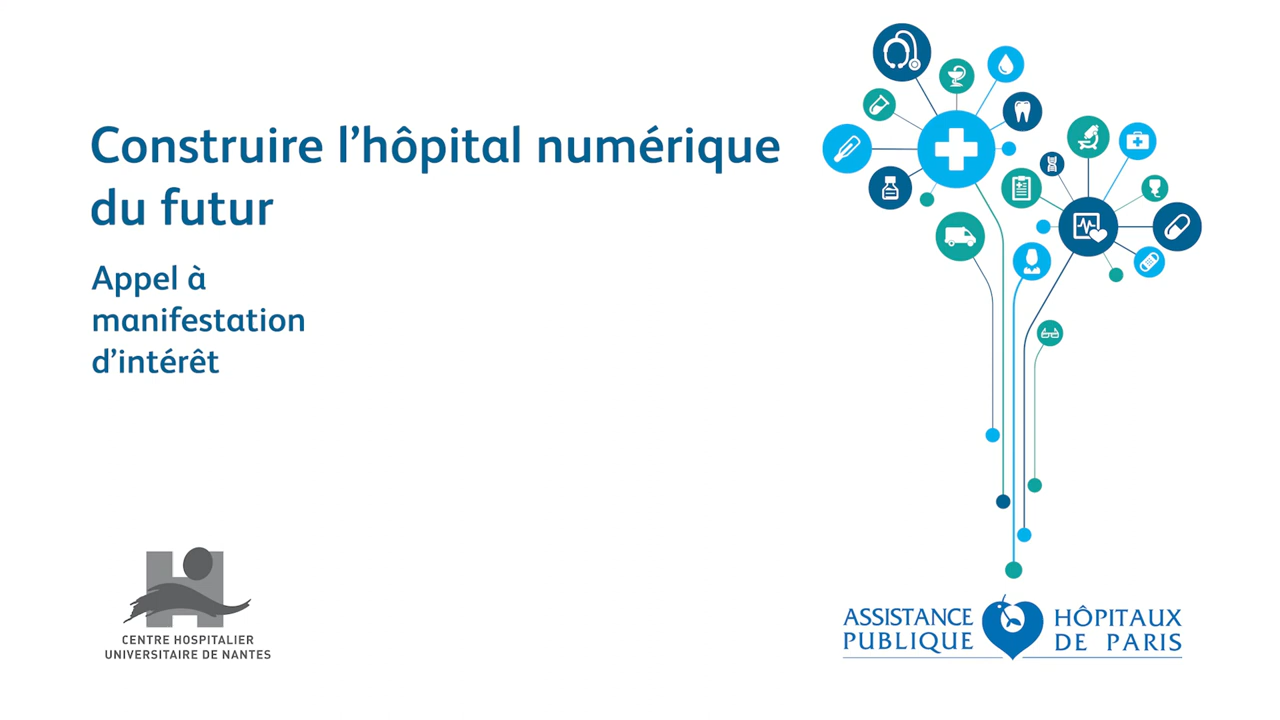 Construire l’hôpital numérique
du futur
Appel à
manifestation
d’intérêt
CENTRE HOSPITALIER
UNIVERSITAIRE DE NANTES
ASSISTANCE
PUBLIQUE
HÔPITAUX
DE PARIS